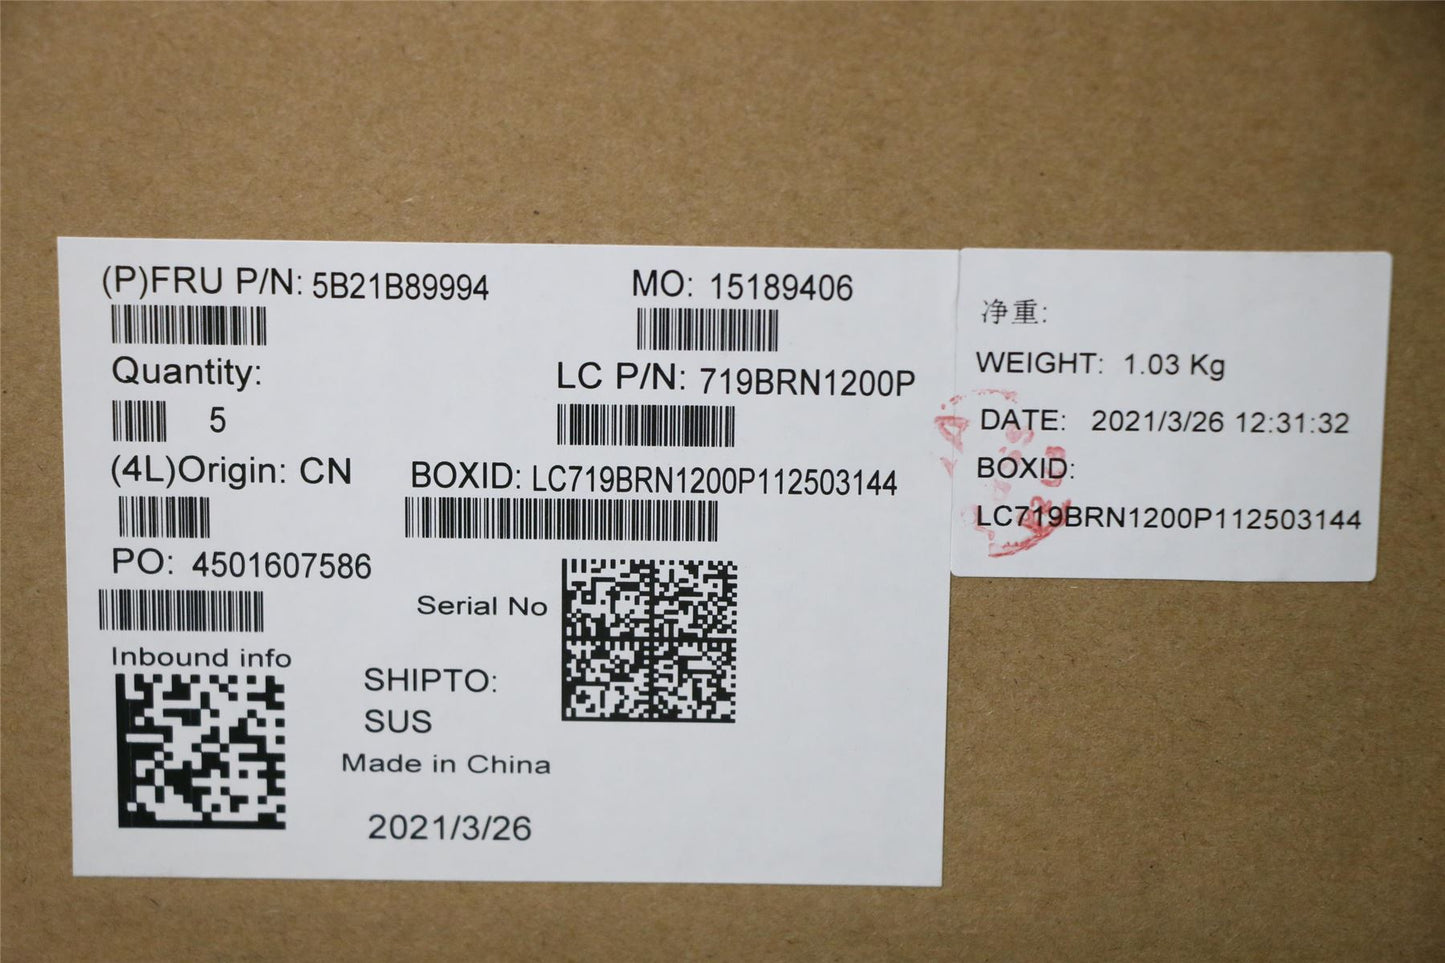 (P)FRU P/N: 5B21B89994
MO: 15189406
Quantity:
5
LC P/N: 719BRN1200P
(4L)Origin: CN
BOXID: LC719BRN1200P112503144
PO: 4501607586
Serial No
Inbound info
SHIPTO:
SUS
Made in China
2021/3/26
净重:
WEIGHT: 1.03 Kg
DATE: 2021/3/26 12:31:32
BOXID:
LC719BRN1200P112503144